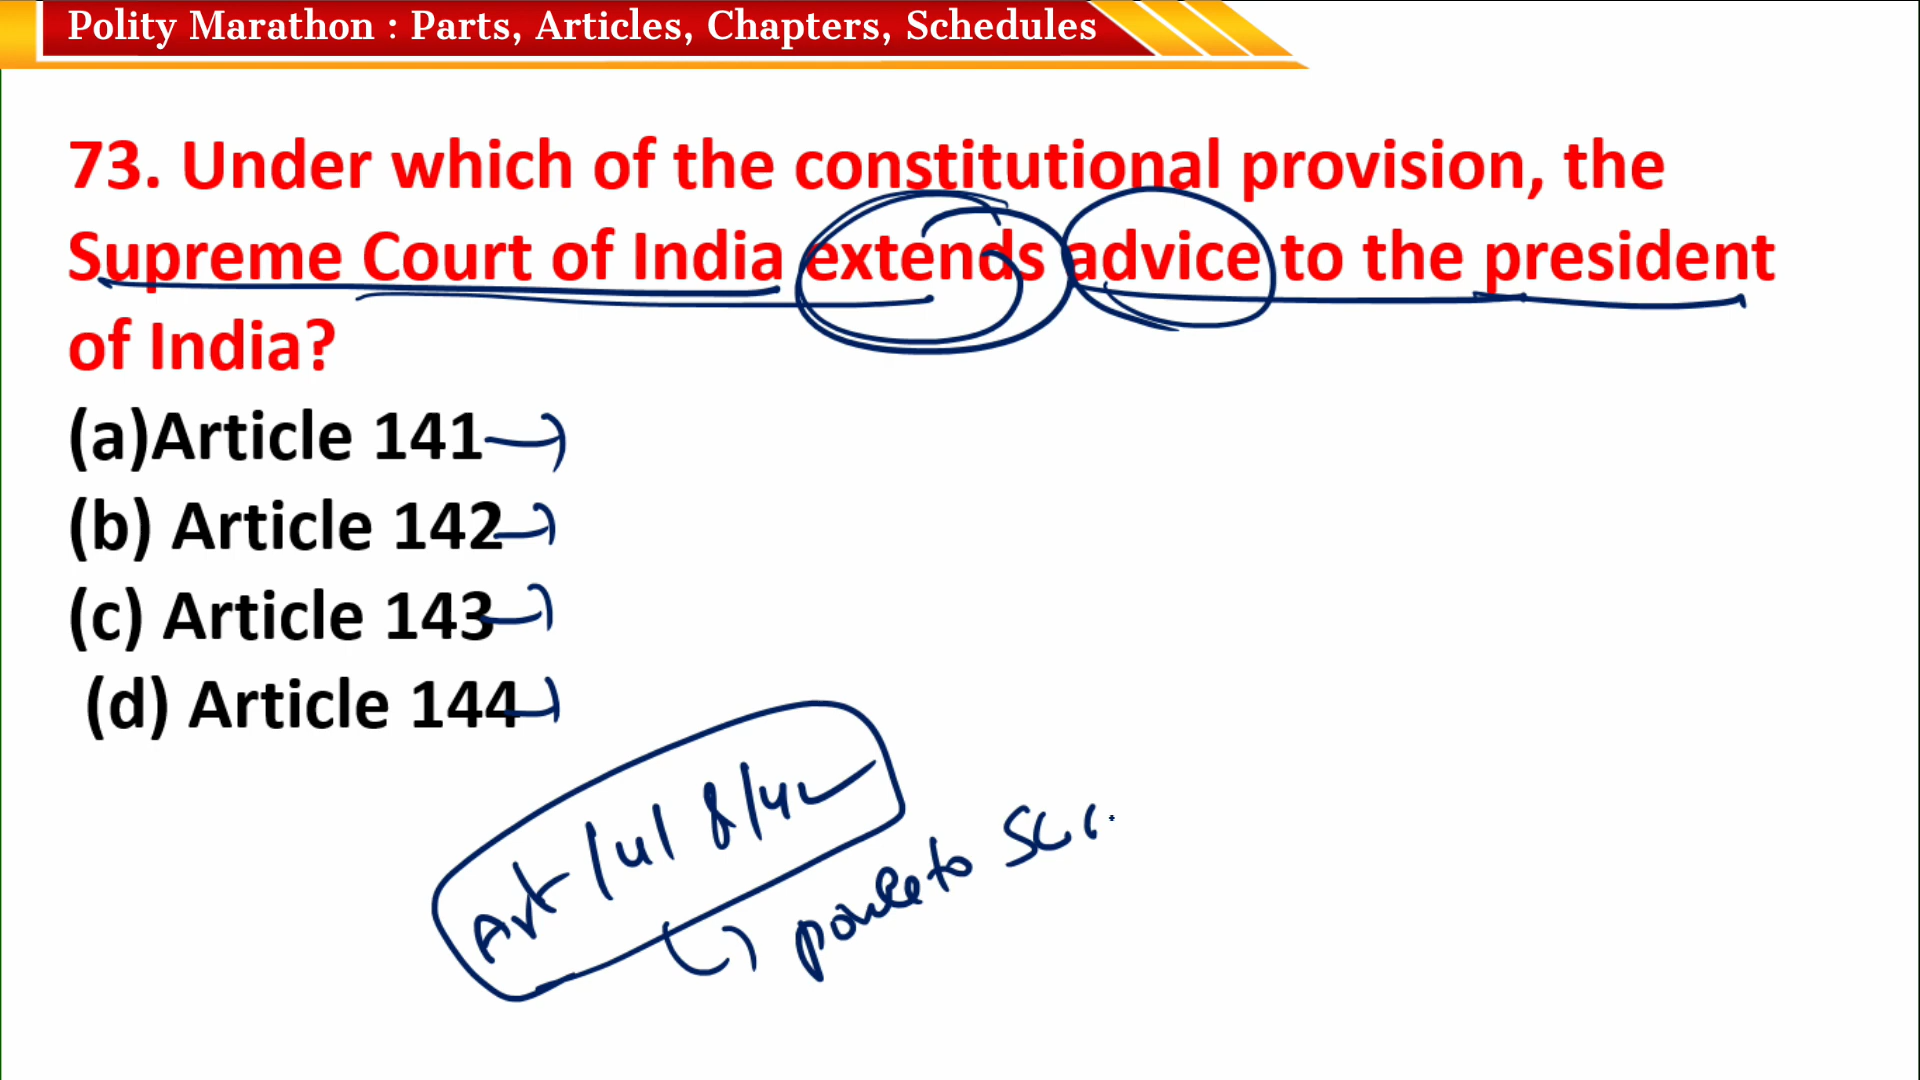 Polity Marathon : Parts, Articles, Chapters, Schedules
73. Under which of the constitutional provision, the
Supreme Court of India extends advice to the president
of India?
(a)Article 141
(b) Article 142
(c) Article 143
(d) Article 144
Art 141 & 142
to SC